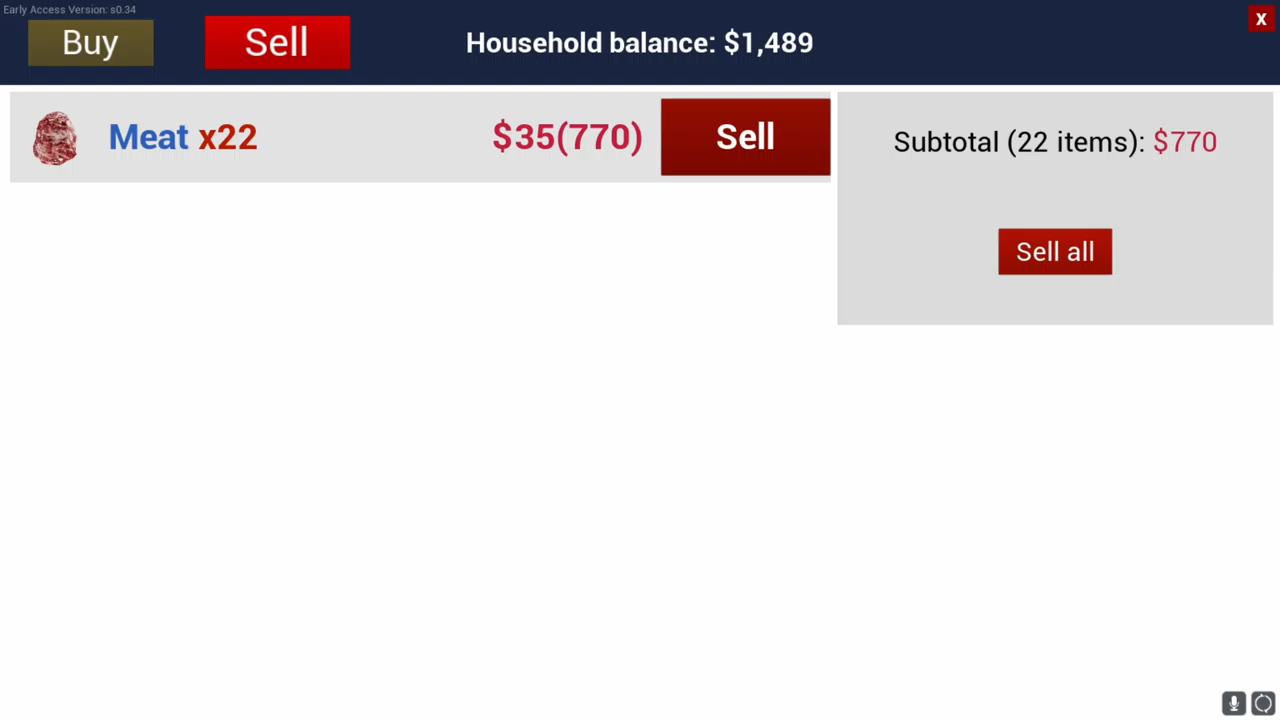 Early Access Version: s0.34
Buy
Sell
Household balance: $1,489
X
Meat x22
$35(770)
Sell
Subtotal (22 items): $770
Sell all